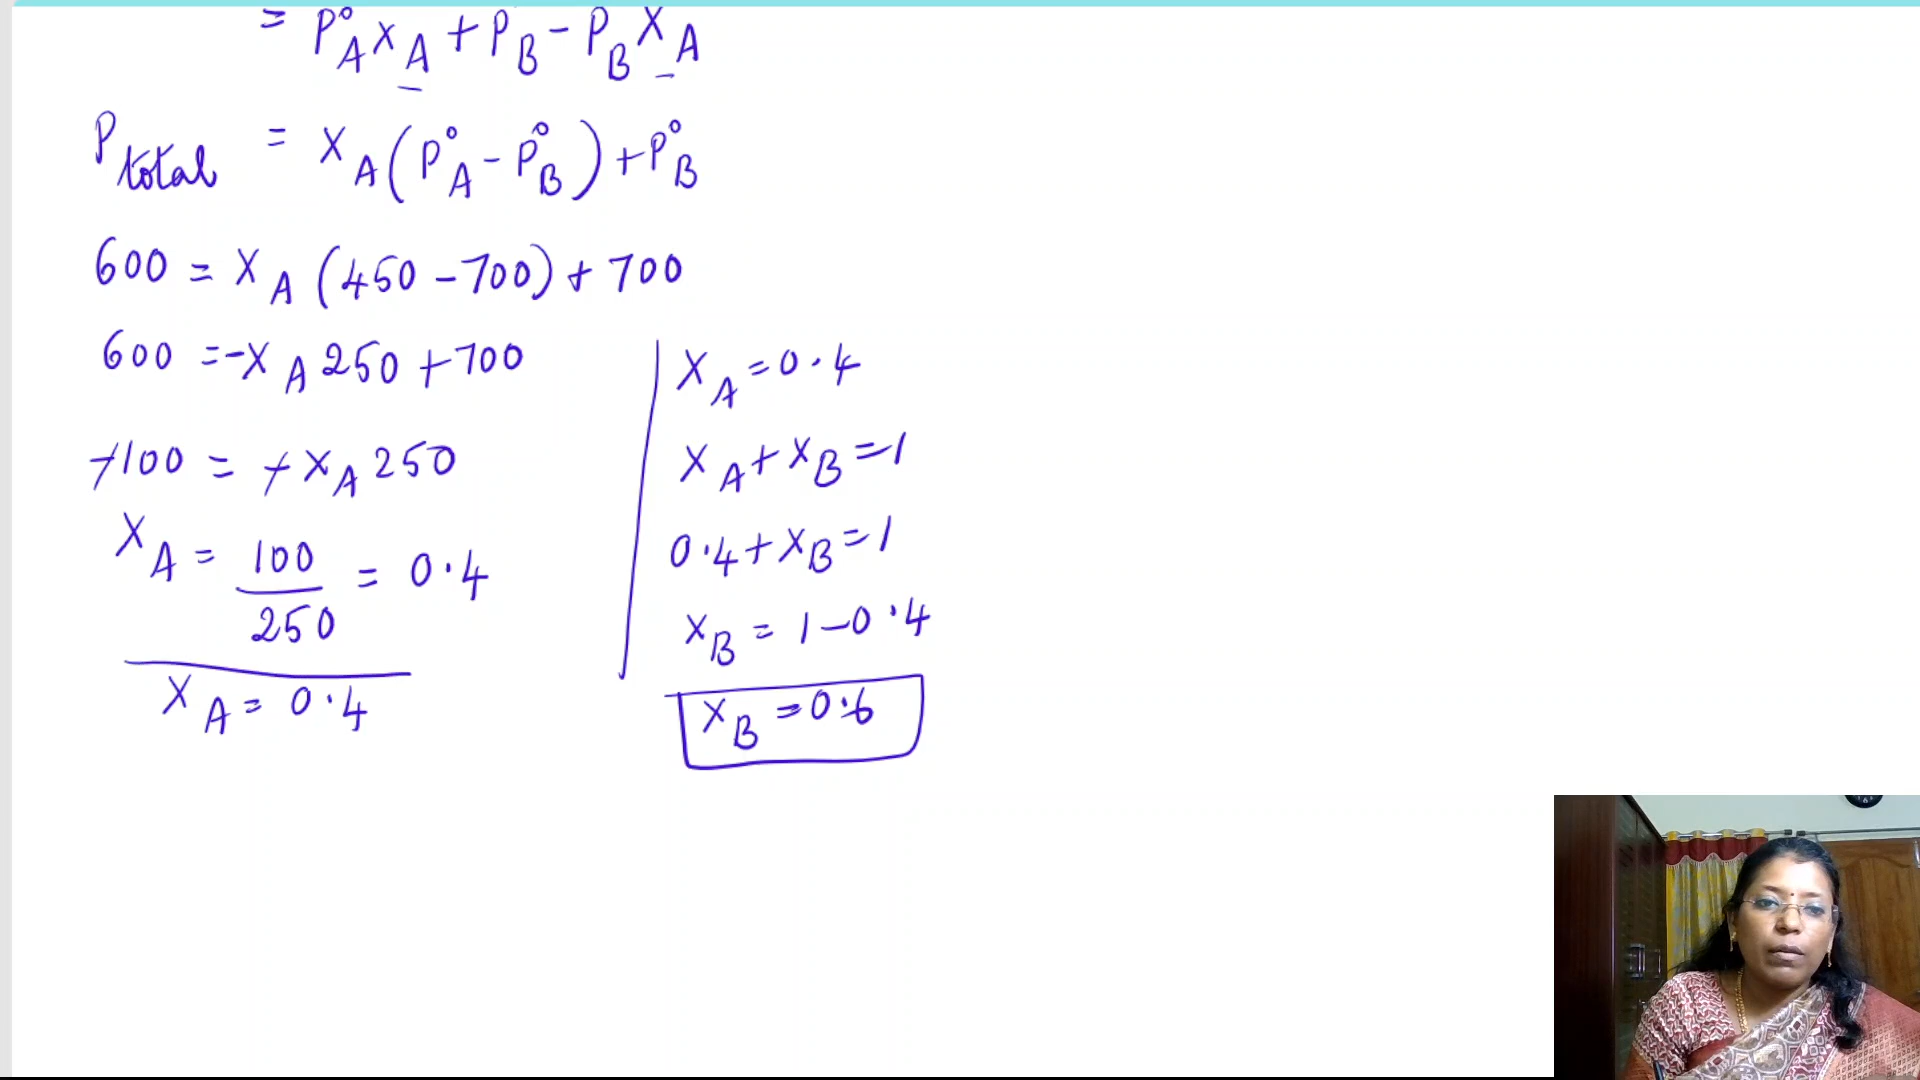 = P°A xA + PB - PB xA
Ptotal = xA (P°A - P°B) + P°B
600 = xA (450 - 700) + 700
600 = -xA 250 + 700
-100 = -xA 250
xA = 100/250 = 0.4
xA = 0.4
xA = 0.4
xA + xB = 1
0.4 + xB = 1
xB = 1 - 0.4
xB = 0.6